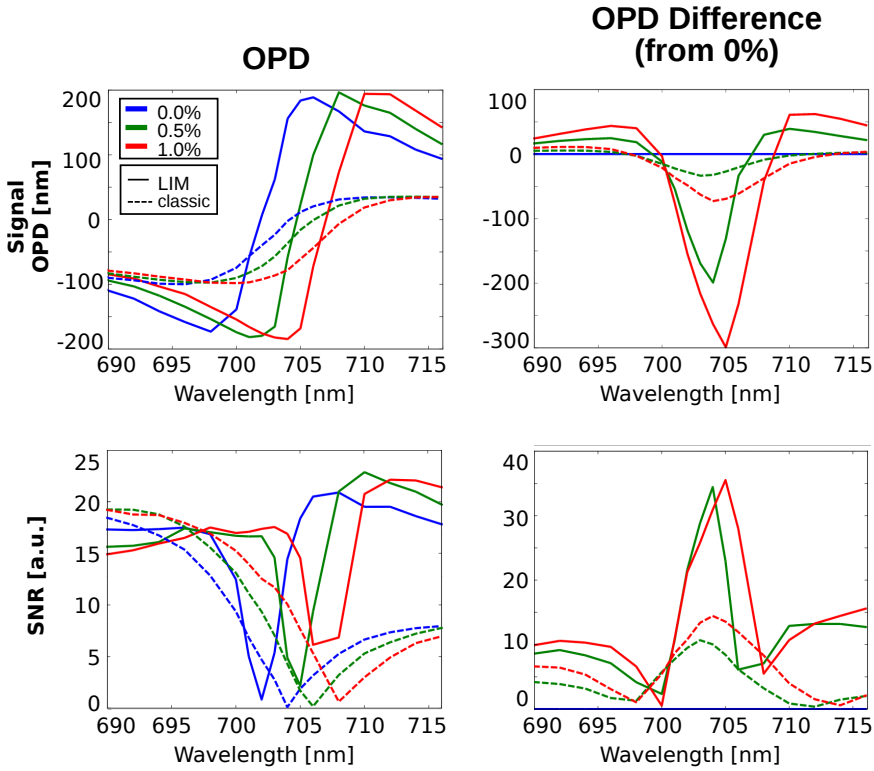 OPD
OPD Difference
(from 0%)
Signal
OPD [nm]
200
100
0
-100
-200
0.0%
0.5%
1.0%
LIM
classic
690 695 700 705 710 715
Wavelength [nm]
100
0
-100
-200
-300
690 695 700 705 710 715
Wavelength [nm]
SNR [a.u.]
25
20
15
10
5
0
690 695 700 705 710 715
Wavelength [nm]
40
30
20
10
0
690 695 700 705 710 715
Wavelength [nm]